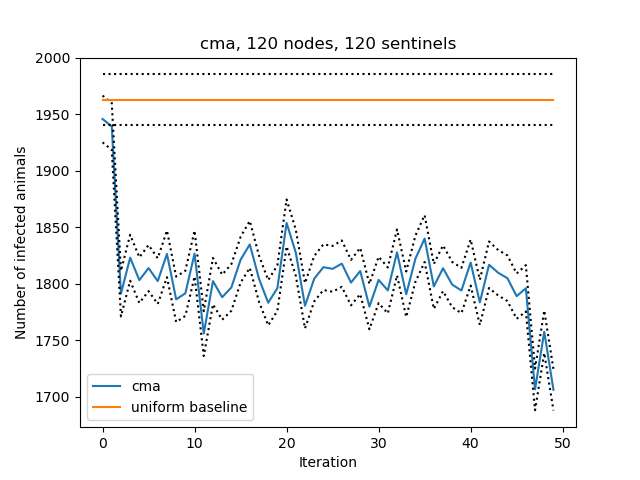 cma, 120 nodes, 120 sentinels
2000
1950
1900
1850
1800
1750
1700
Number of infected animals
cma
uniform baseline
0 10 20 30 40 50
Iteration